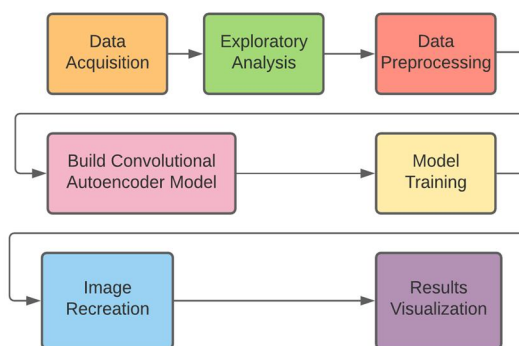 Data
Acquisition
Exploratory
Analysis
Data
Preprocessing
Build Convolutional
Autoencoder Model
Model
Training
Image
Recreation
Results
Visualization